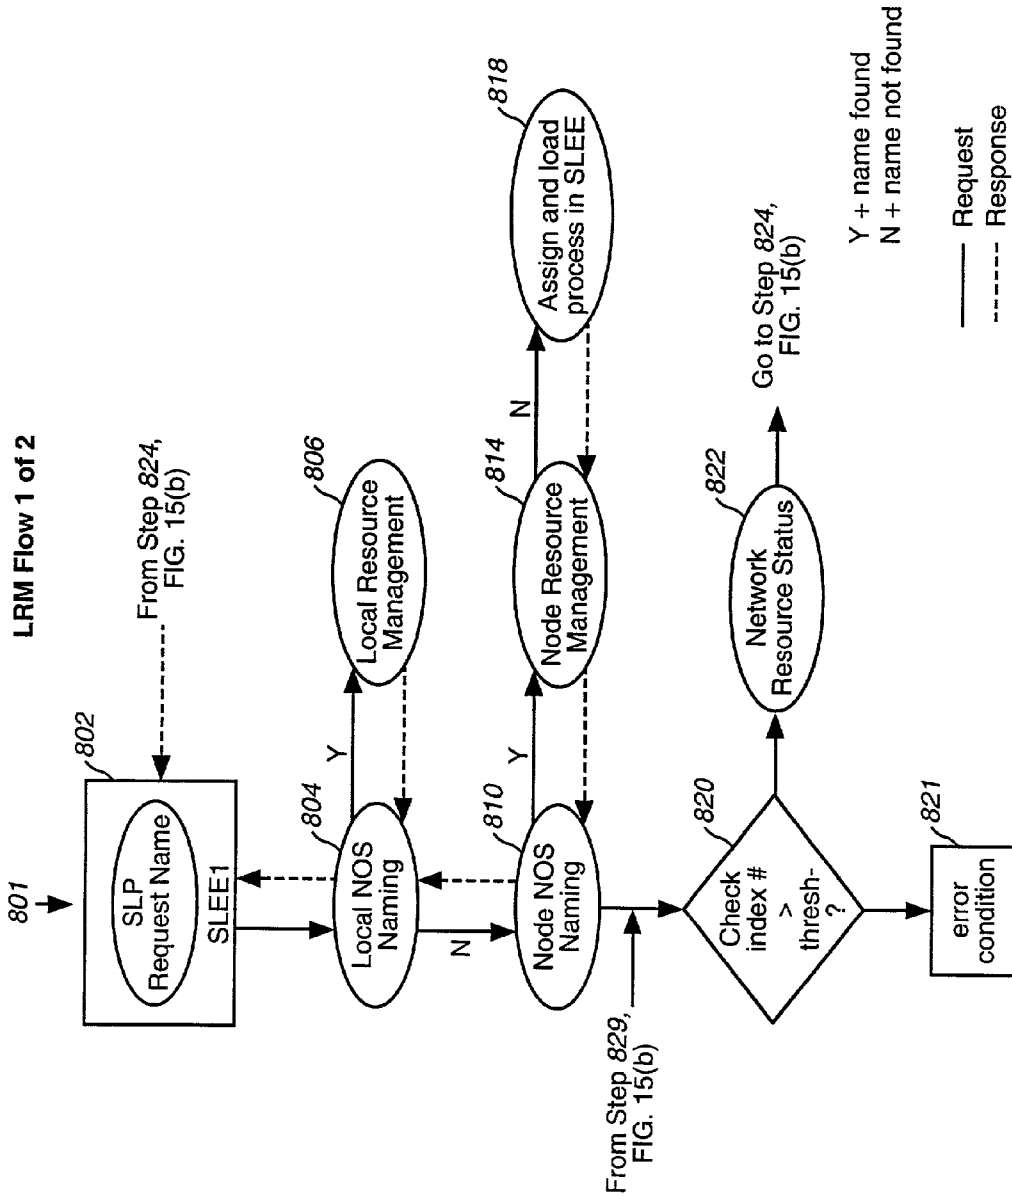 LRM Flow 1 of 2
801
802
SLP
Request Name
SLEE1
From Step 824,
FIG. 15(b)
804
Local NOS
Naming
Y
806
Local Resource
Management
N
810
Node NOS
Naming
Y
814
Node Resource
Management
N
818
Assign and load
process in SLEE
From Step 829,
FIG. 15(b)
820
Check
index #
>
thresh-
?
822
Network
Resource Status
Go to Step 824,
FIG. 15(b)
821
error
condition
Y + name found
N + name not found
Request
Response